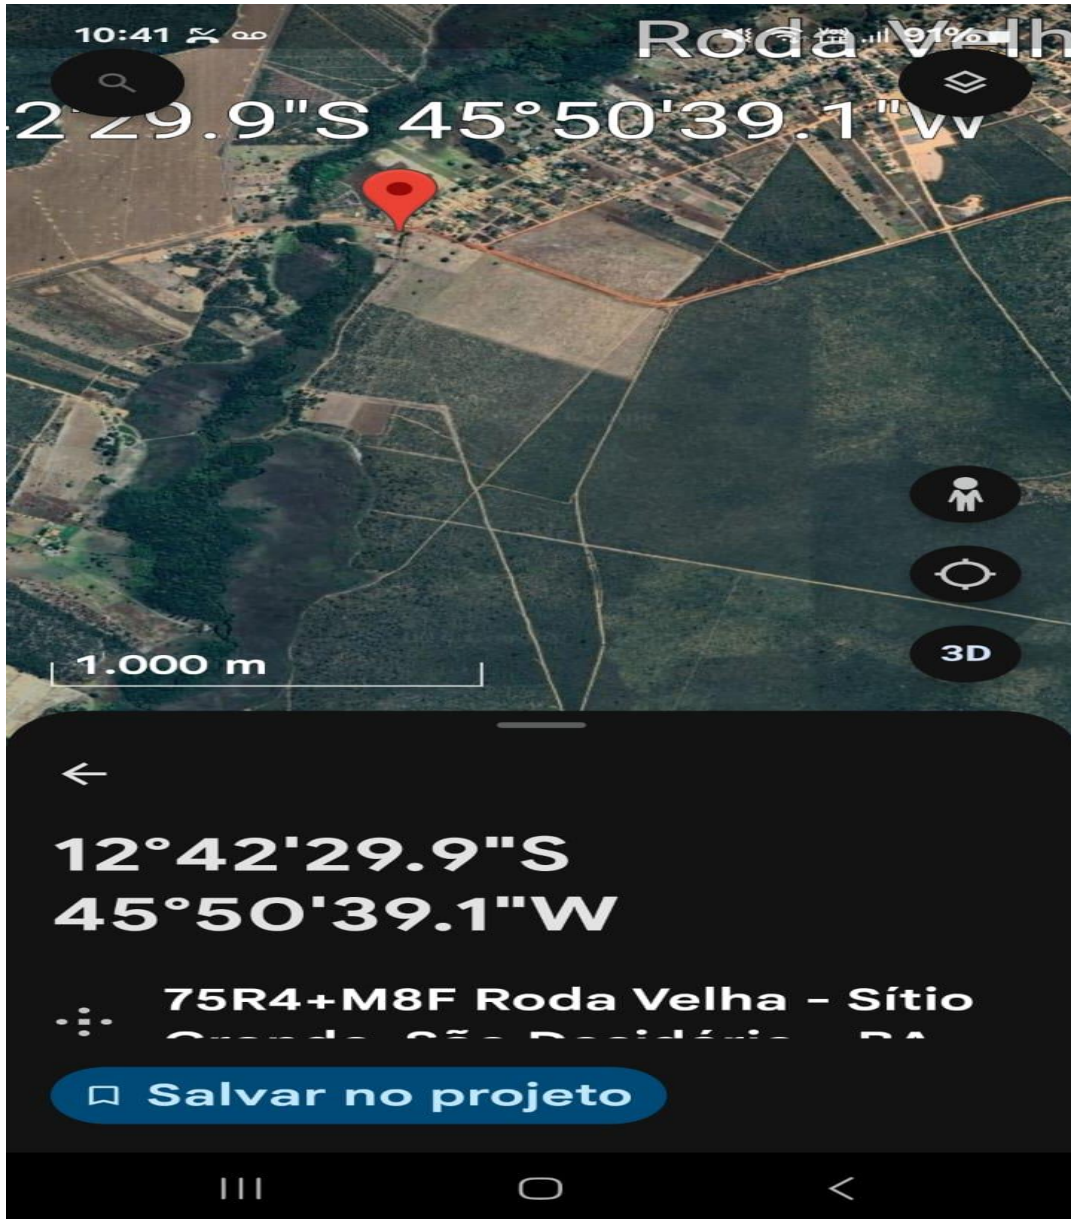 10:41
91%
Roda Velh
2'29.9"S 45°50'39.1"W
1.000 m
3D
12°42'29.9"S
45°50'39.1"W
75R4+M8F Roda Velha - Sítio
Salvar no projeto